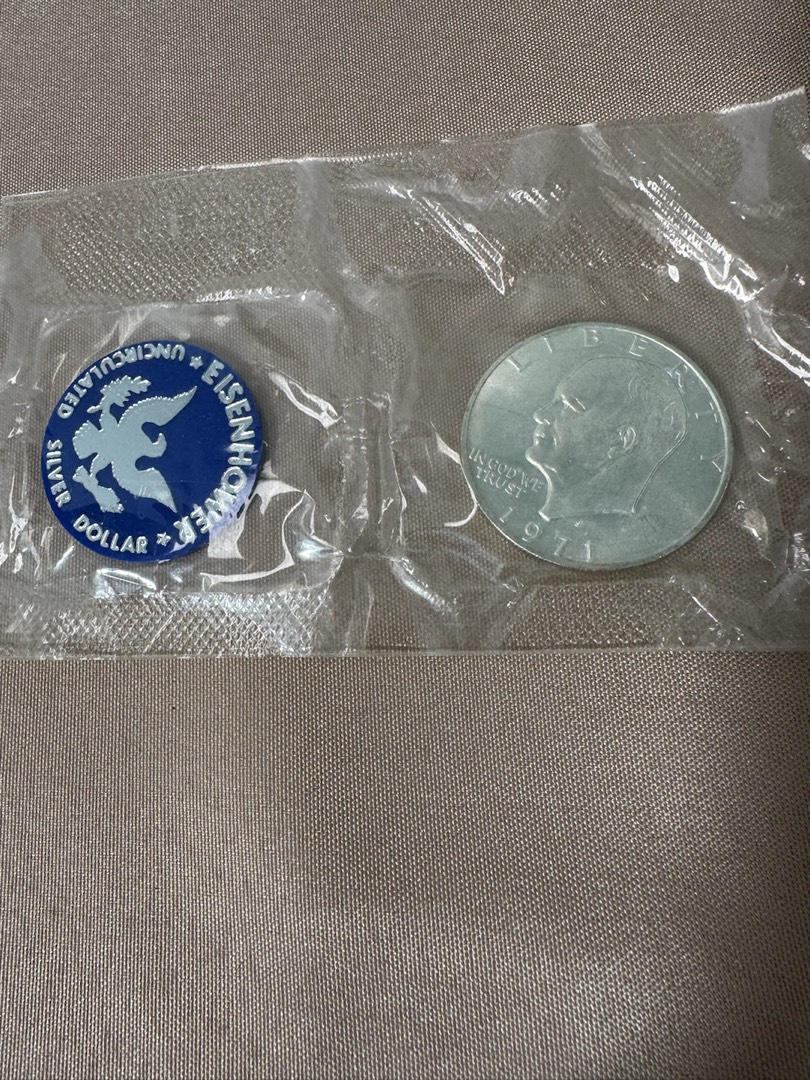 ★ EISENHOWER ★
UNCIRCULATED SILVER DOLLAR
LIBERTY
IN GOD WE
TRUST
1971